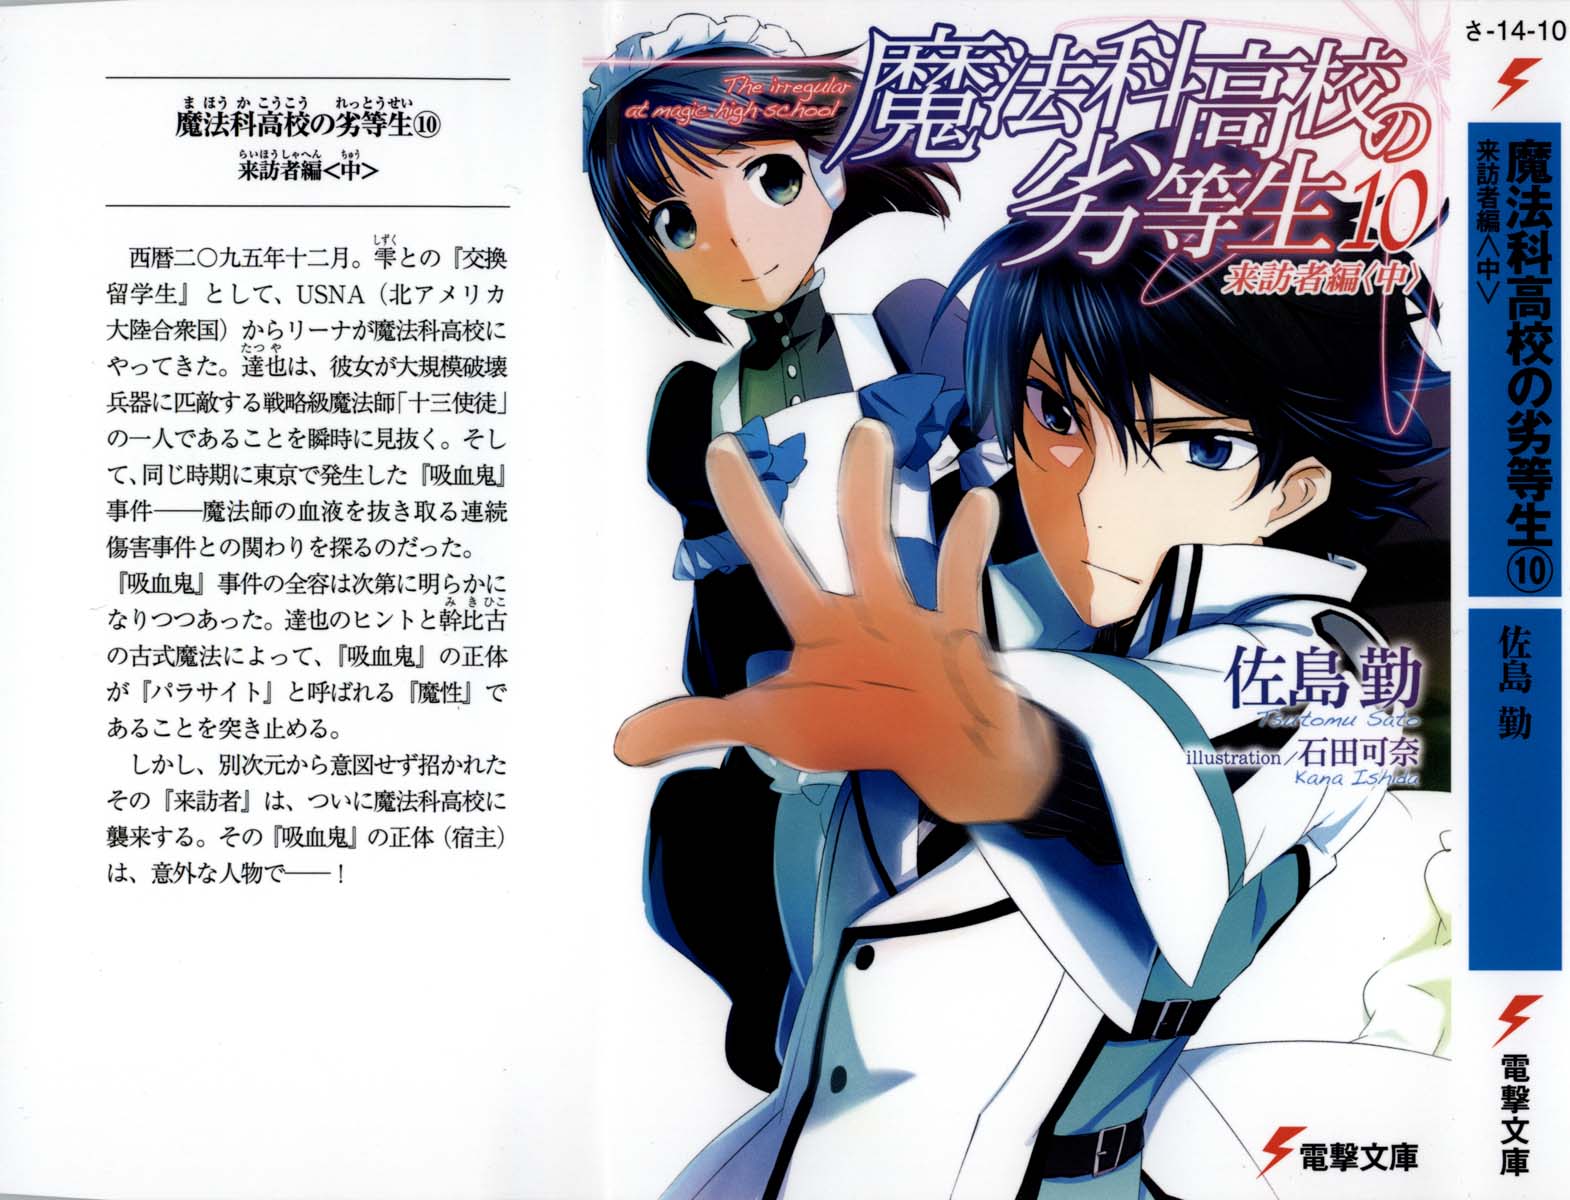 魔法科高校の劣等生⑩
まほうかこうこう れっとうせい
来訪者編<中>
らいほうしゃへん ちゅう
西暦二〇九五年十二月。雫との『交換
しずく
留学生』として、USNA（北アメリカ
大陸合衆国）からリーナが魔法科高校に
やってきた。達也は、彼女が大規模破壊
たつや
兵器に匹敵する戦略級魔法師「十三使徒」
の一人であることを瞬時に見抜く。そし
て、同じ時期に東京で発生した『吸血鬼』
事件――魔法師の血液を抜き取る連続
傷害事件との関わりを探るのだった。
『吸血鬼』事件の全容は次第に明らかに
なりつつあった。達也のヒントと幹比古
みきひこ
の古式魔法によって、『吸血鬼』の正体
が『パラサイト』と呼ばれる『魔性』で
あることを突き止める。
しかし、別次元から意図せず招かれた
その『来訪者』は、ついに魔法科高校に
襲来する。その『吸血鬼』の正体（宿主）
は、意外な人物で――！
The irregular
at magic high school
魔法科高校の
劣等生10
来訪者編〈中〉
佐島 勤
Tsutomu Sato
illustration／石田可奈
Kana Ishida
電撃文庫
さ-14-10
魔法科高校の劣等生⑩
来訪者編<中>
佐島 勤
電撃文庫